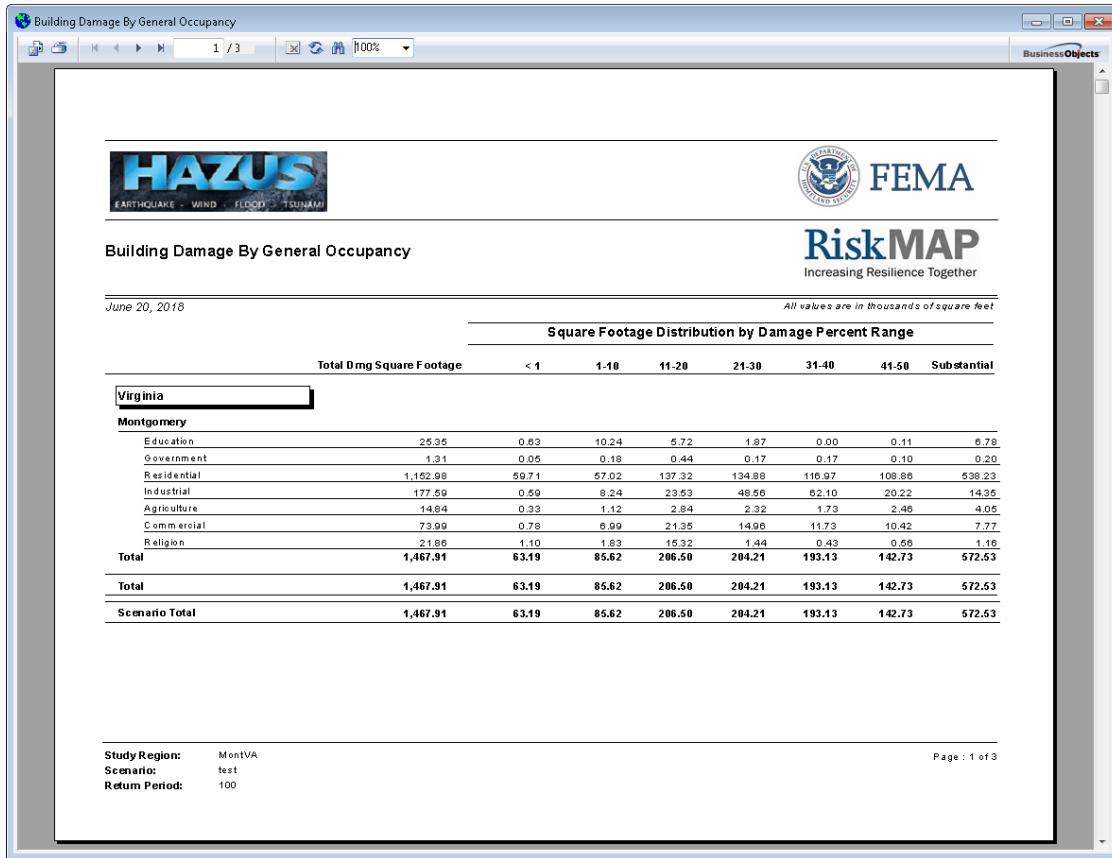 Building Damage By General Occupancy
1 / 3 100% BusinessObjects
HAZUS
EARTHQUAKE - WIND - FLOOD - TSUNAMI
U.S. DEPARTMENT OF HOMELAND SECURITY
FEMA
Building Damage By General Occupancy
RiskMAP
Increasing Resilience Together
June 20, 2018 All values are in thousands of square feet
Square Footage Distribution by Damage Percent Range
Total Dmg Square Footage < 1 1-10 11-20 21-30 31-40 41-50 Substantial
Virginia
Montgomery
Education 25.35 0.63 10.24 5.72 1.87 0.00 0.11 6.78
Government 1.31 0.05 0.18 0.44 0.17 0.17 0.10 0.20
Residential 1,152.98 59.71 57.02 137.32 134.88 116.97 108.86 538.23
Industrial 177.59 0.59 8.24 23.53 48.56 62.10 20.22 14.35
Agriculture 14.84 0.33 1.12 2.84 2.32 1.73 2.46 4.05
Commercial 73.99 0.78 6.99 21.35 14.96 11.73 10.42 7.77
Religion 21.86 1.10 1.83 15.32 1.44 0.43 0.56 1.16
Total 1,467.91 63.19 85.62 206.50 204.21 193.13 142.73 572.53
Total 1,467.91 63.19 85.62 206.50 204.21 193.13 142.73 572.53
Scenario Total 1,467.91 63.19 85.62 206.50 204.21 193.13 142.73 572.53
Study Region: MontVA Page : 1 of 3
Scenario: test
Return Period: 100